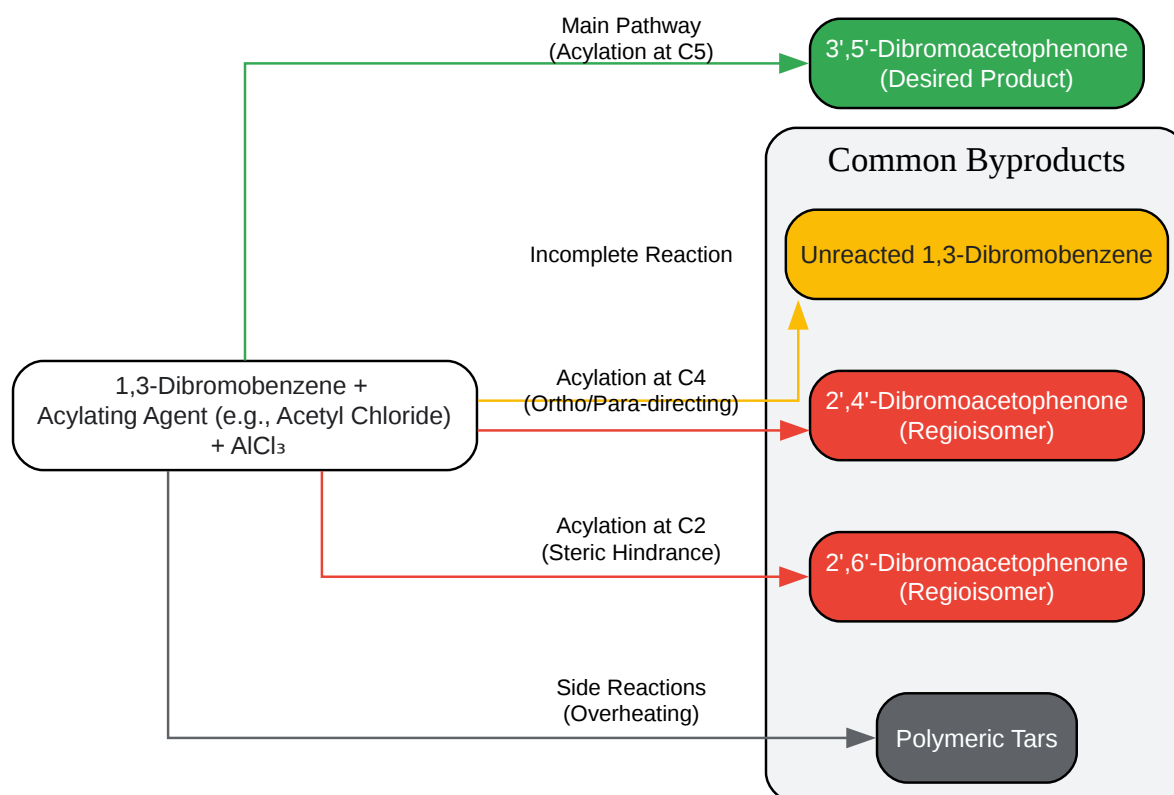 Main Pathway
(Acylation at C5)
3',5'-Dibromoacetophenone
(Desired Product)
Common Byproducts
Incomplete Reaction
Unreacted 1,3-Dibromobenzene
1,3-Dibromobenzene +
Acylating Agent (e.g., Acetyl Chloride)
+ AlCl₃
Acylation at C4
(Ortho/Para-directing)
2',4'-Dibromoacetophenone
(Regioisomer)
Acylation at C2
(Steric Hindrance)
2',6'-Dibromoacetophenone
(Regioisomer)
Side Reactions
(Overheating)
Polymeric Tars